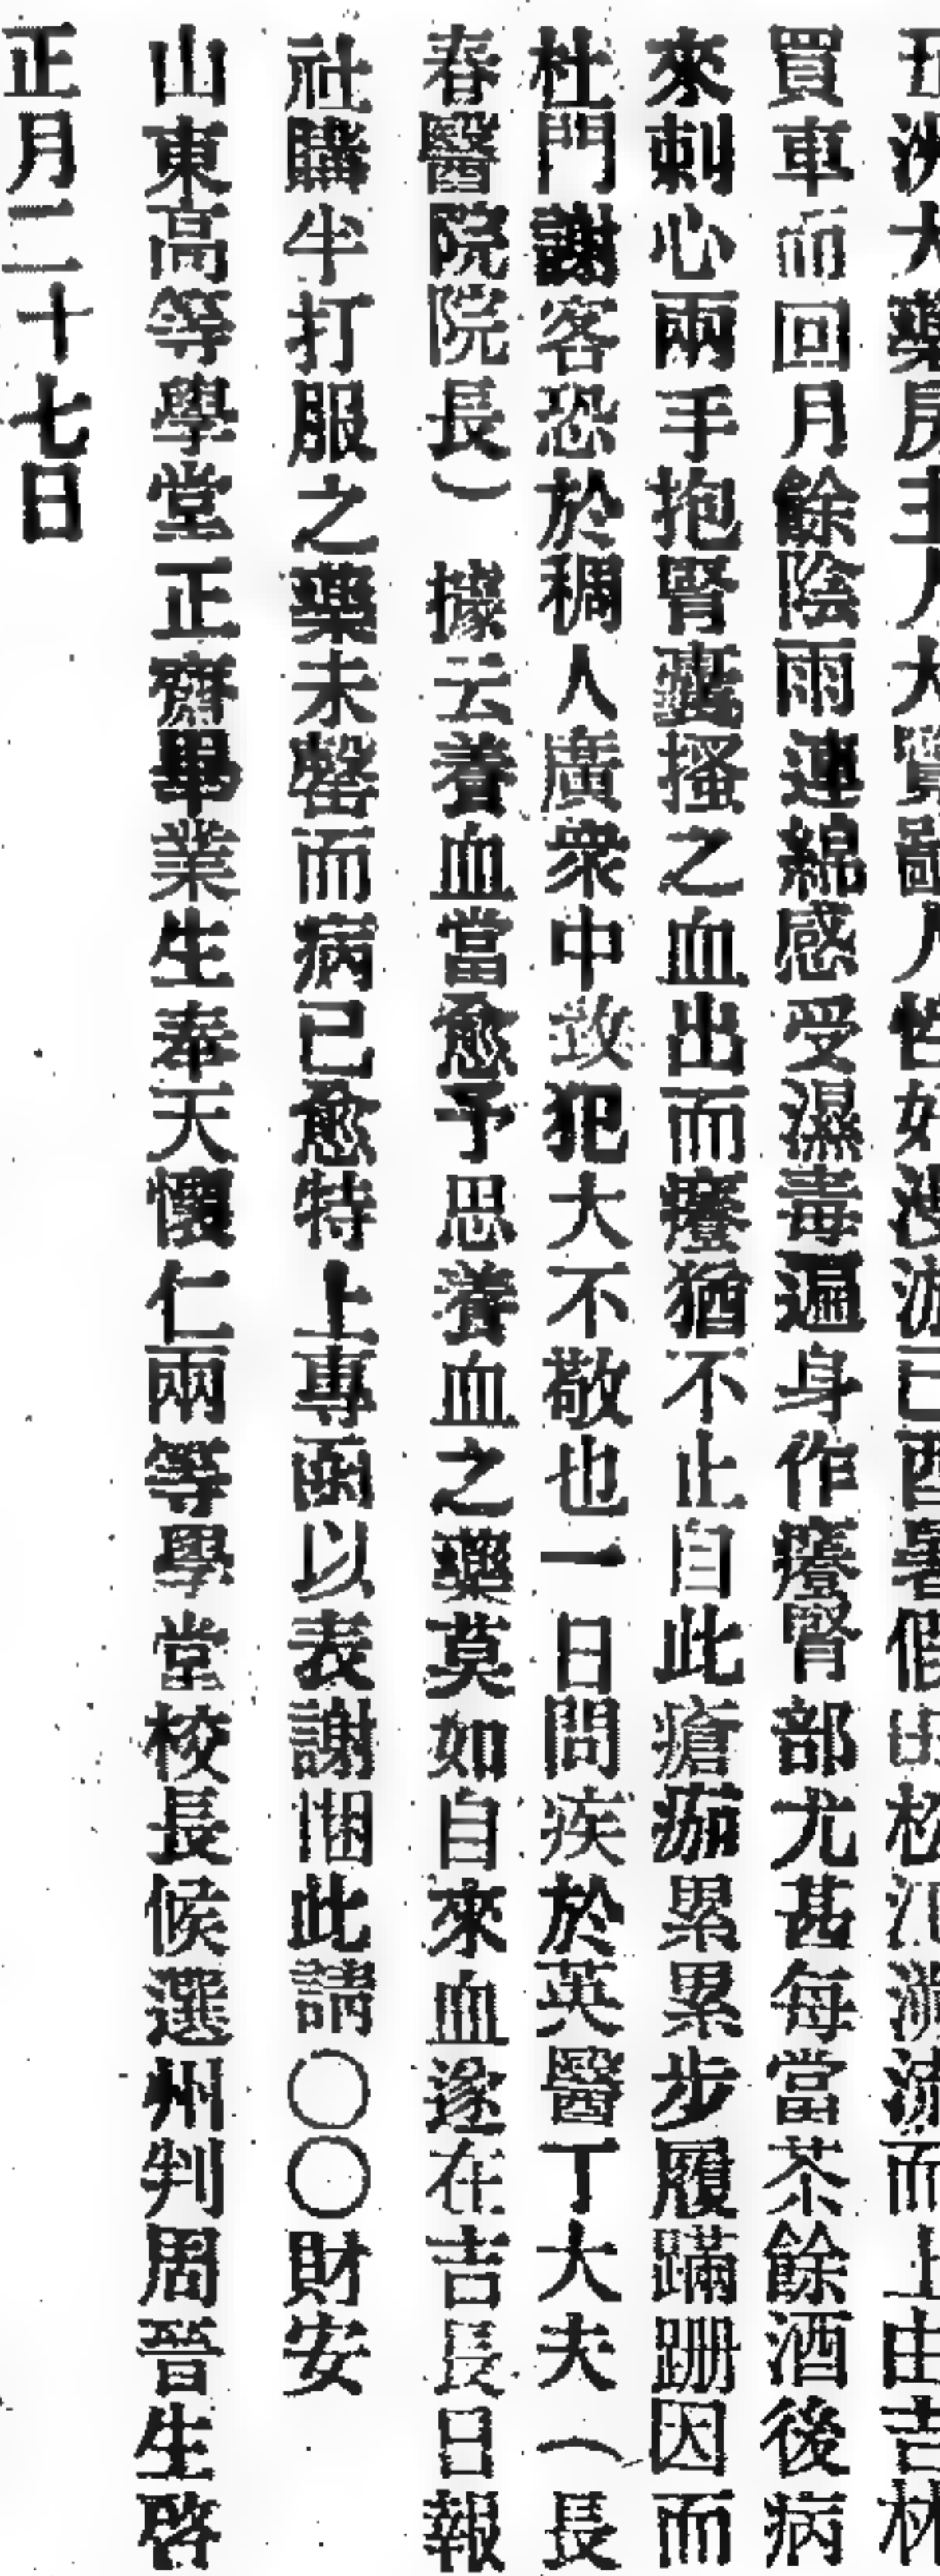 五洲大藥房主人大賢鄙人性好漫游已酉暑假由松江溯流而上由吉林
買車而回月餘陰雨連綿感受濕毒遍身作癢腎部尤甚每當茶餘酒後病
來刺心兩手抱腎囊搔之血出而癢猶不止自此瘡痂累累步履蹣跚因而
杜門謝客恐於稠人廣衆中致犯大不敬也一日問疾於英醫丁大夫（長
春醫院院長）據云養血當愈予思養血之藥莫如自來血遂在吉長日報
社購半打服之藥未罄而病已愈特上專函以表謝悃此請〇〇財安
山東高等學堂正齋畢業生奉天懷仁兩等學堂校長候選州判周晉生啓
正月二十七日